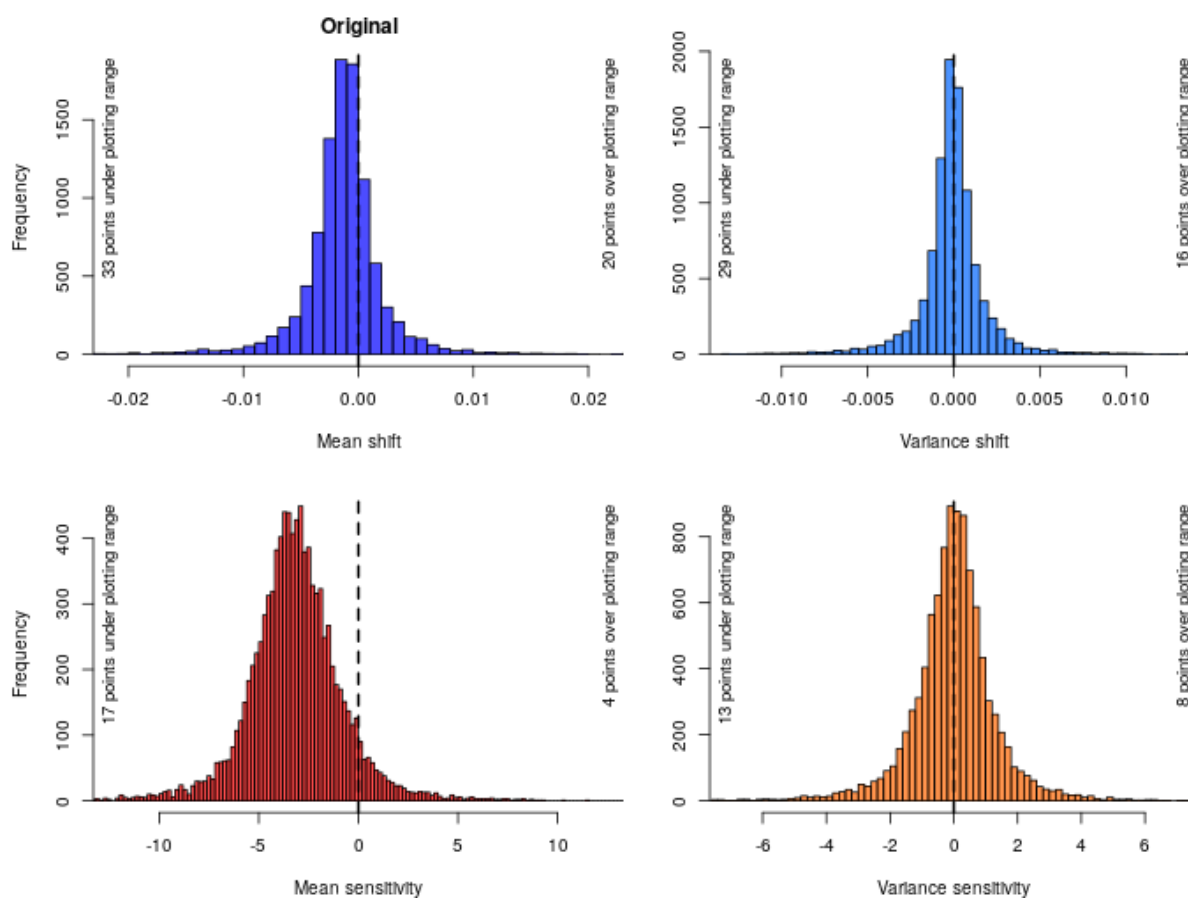 Original
Frequency
0
500
1000
1500
33 points under plotting range
20 points over plotting range
-0.02 -0.01 0.00 0.01 0.02
Mean shift
0
500
1000
1500
2000
29 points under plotting range
16 points over plotting range
-0.010 -0.005 0.000 0.005 0.010
Variance shift
Frequency
0
100
200
300
400
17 points under plotting range
4 points over plotting range
-10 -5 0 5 10
Mean sensitivity
0
200
400
600
800
13 points under plotting range
8 points over plotting range
-6 -4 -2 0 2 4 6
Variance sensitivity